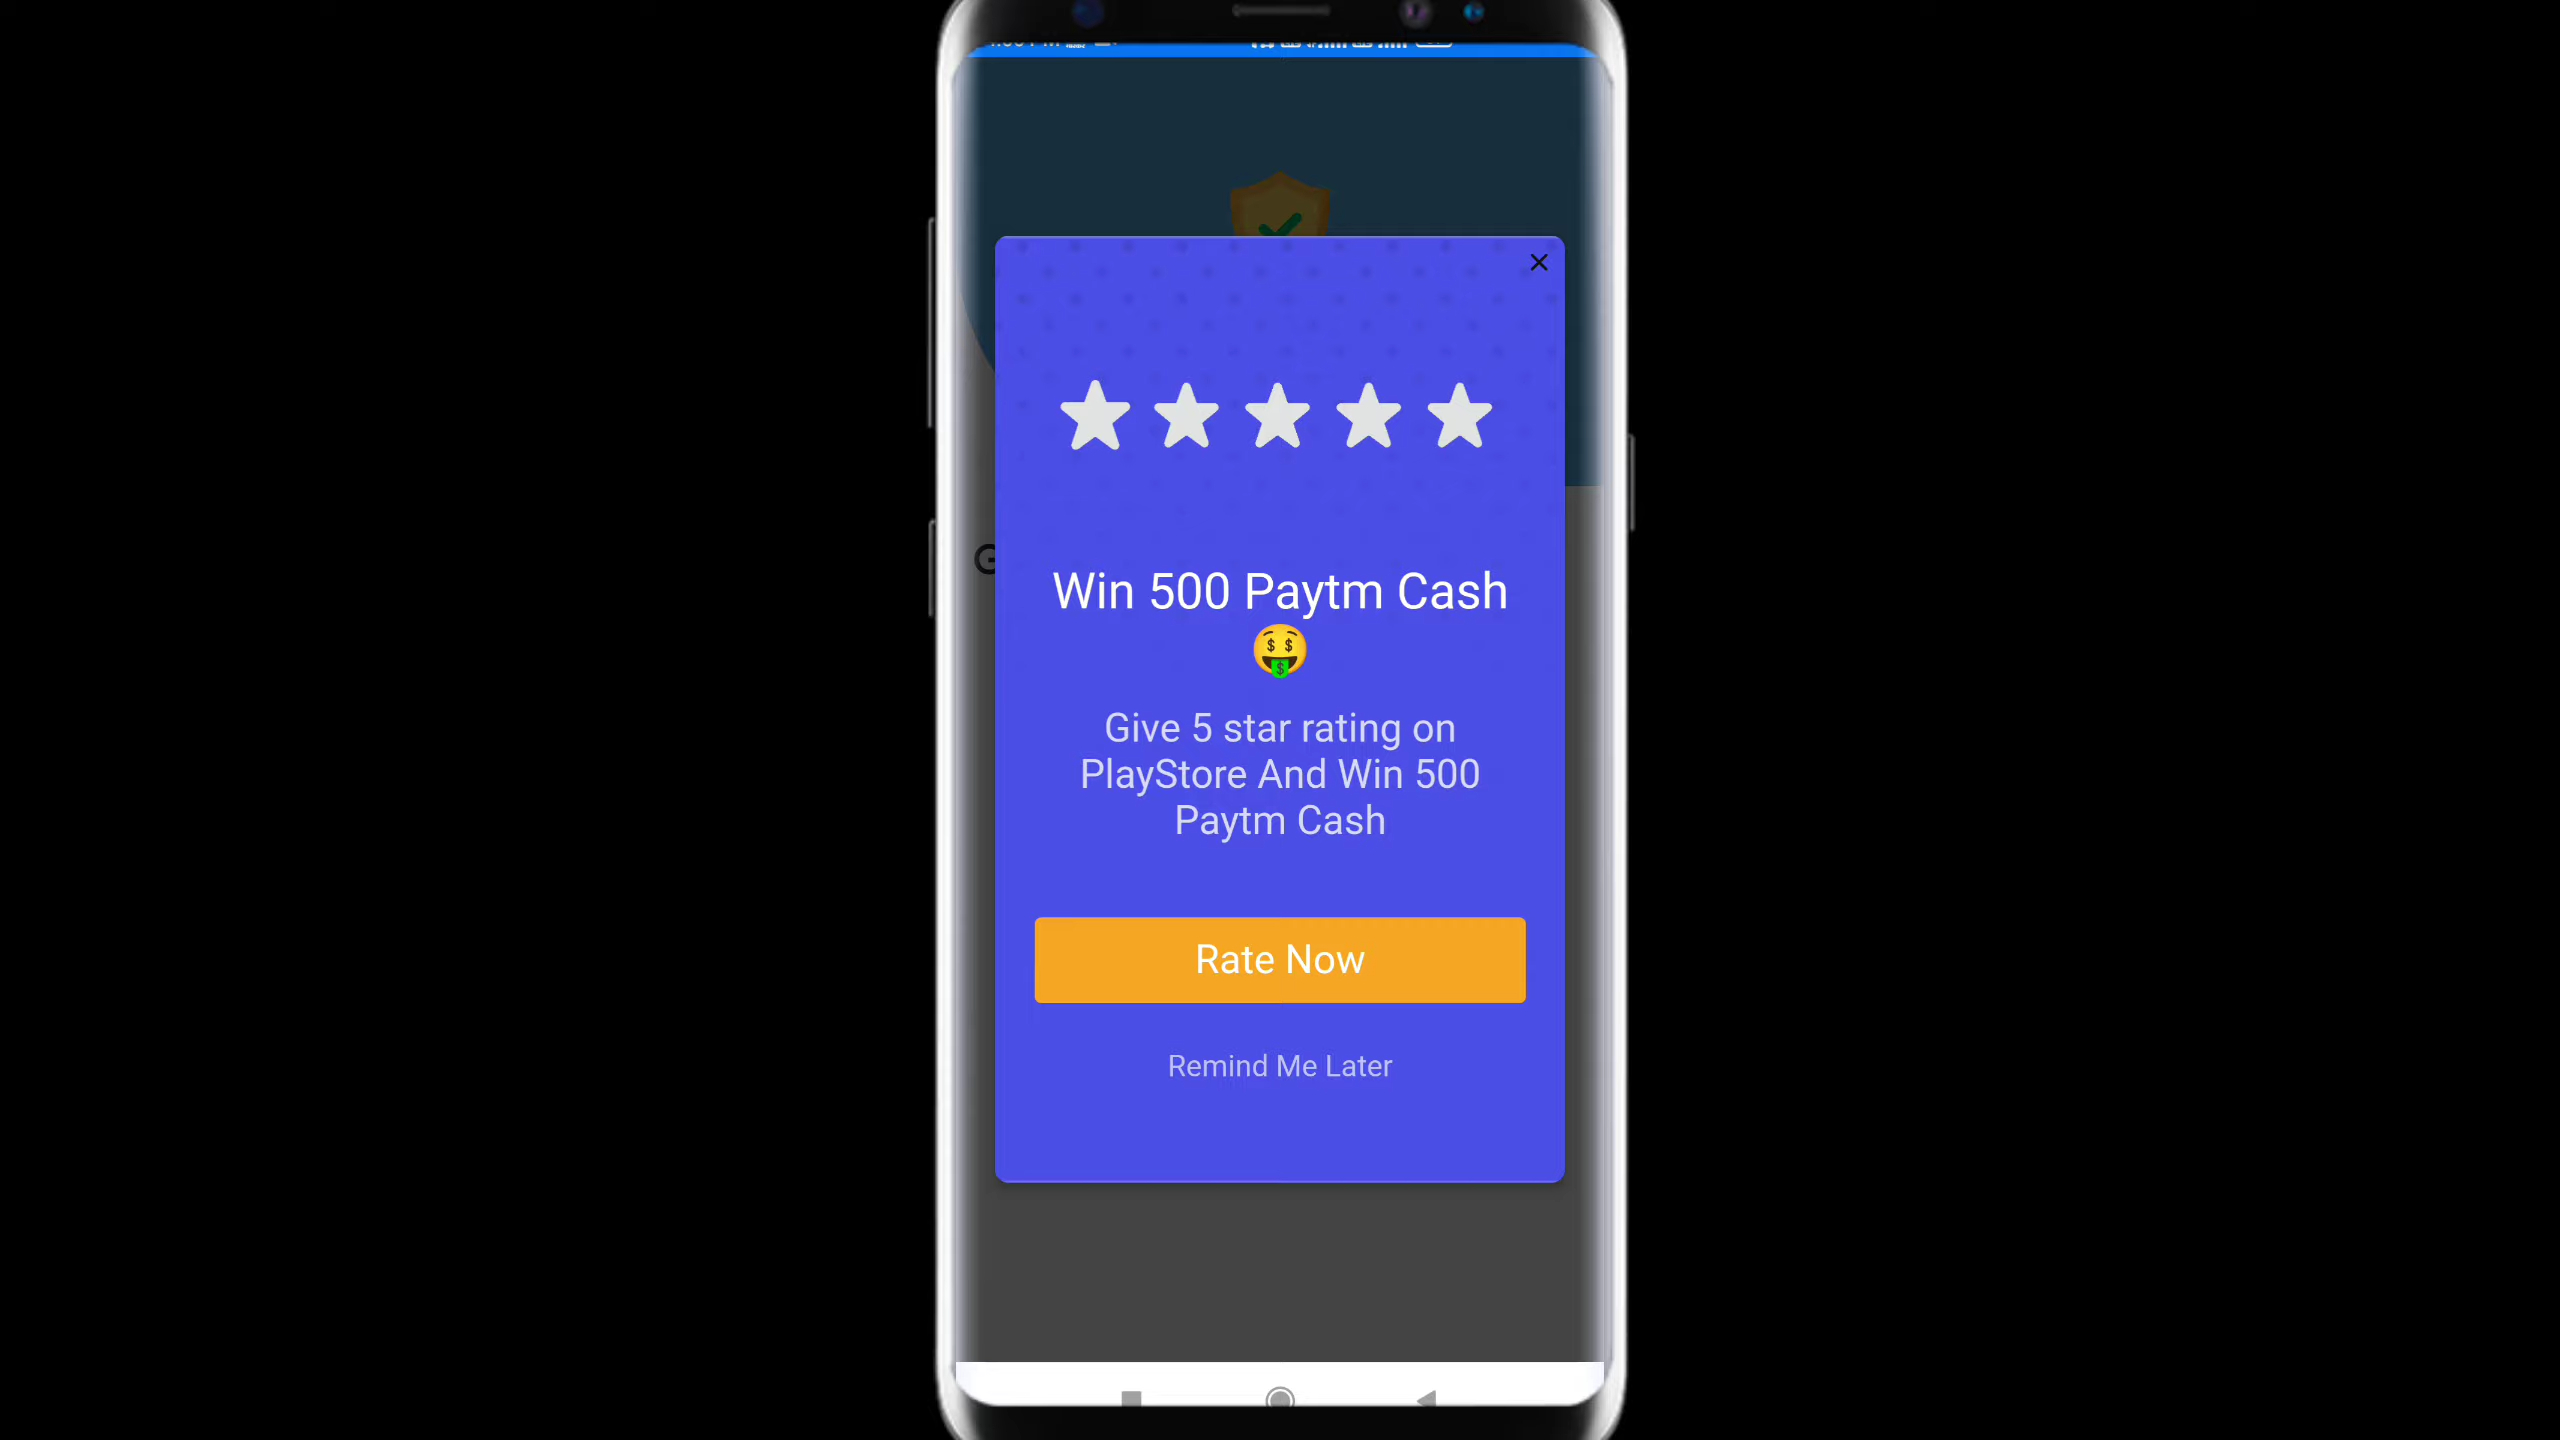 Win 500 Paytm Cash
🤑
Give 5 star rating on
PlayStore And Win 500
Paytm Cash
Rate Now
Remind Me Later